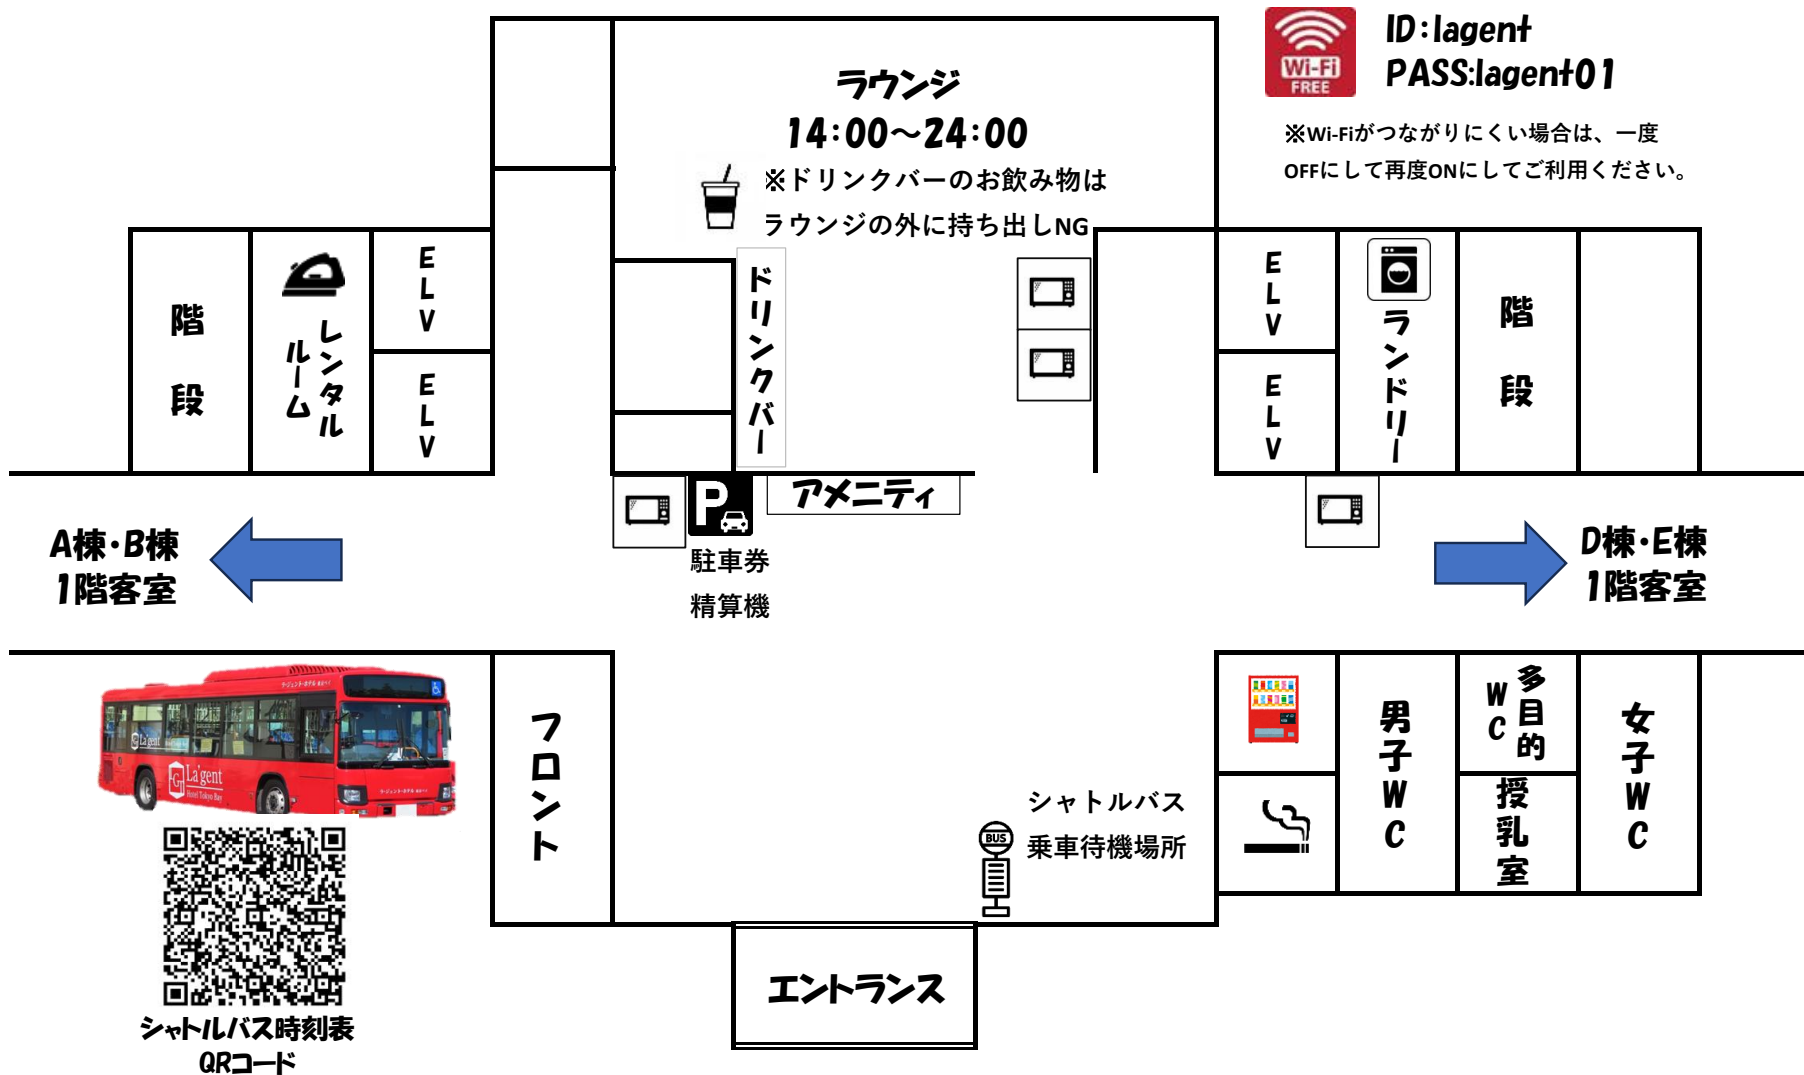 ID:lagent
PASS:lagent01
Wi-Fi
FREE
※Wi-Fiがつながりにくい場合は、一度
OFFにして再度ONにしてご利用ください。
ラウンジ
14:00～24:00
※ドリンクバーのお飲み物は
ラウンジの外に持ち出しNG
階段
レンタル
ルーム
ELV
ELV
ドリンクバー
ELV
ELV
ランドリー
階段
アメニティ
P
駐車券
精算機
A棟・B棟
1階客室
D棟・E棟
1階客室
La'gent
La'gent
Hotel Tokyo Bay
フロント
シャトルバス
乗車待機場所
BUS
男子WC
多目的
WC
授乳室
女子WC
エントランス
シャトルバス時刻表
QRコード